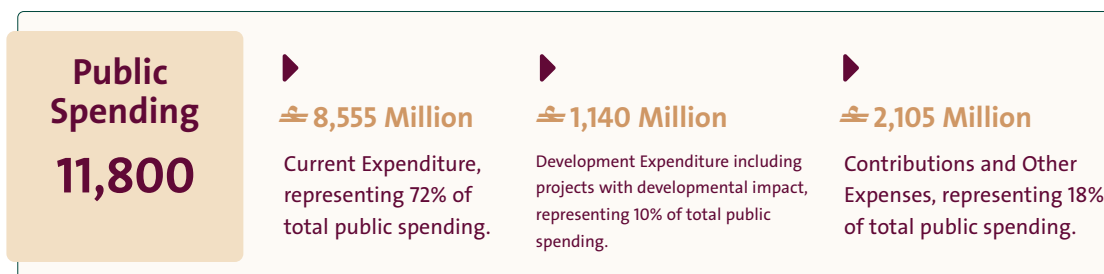 Public
Spending
11,800
8,555 Million
Current Expenditure,
representing 72% of
total public spending.
1,140 Million
Development Expenditure including
projects with developmental impact,
representing 10% of total public
spending.
2,105 Million
Contributions and Other
Expenses, representing 18%
of total public spending.